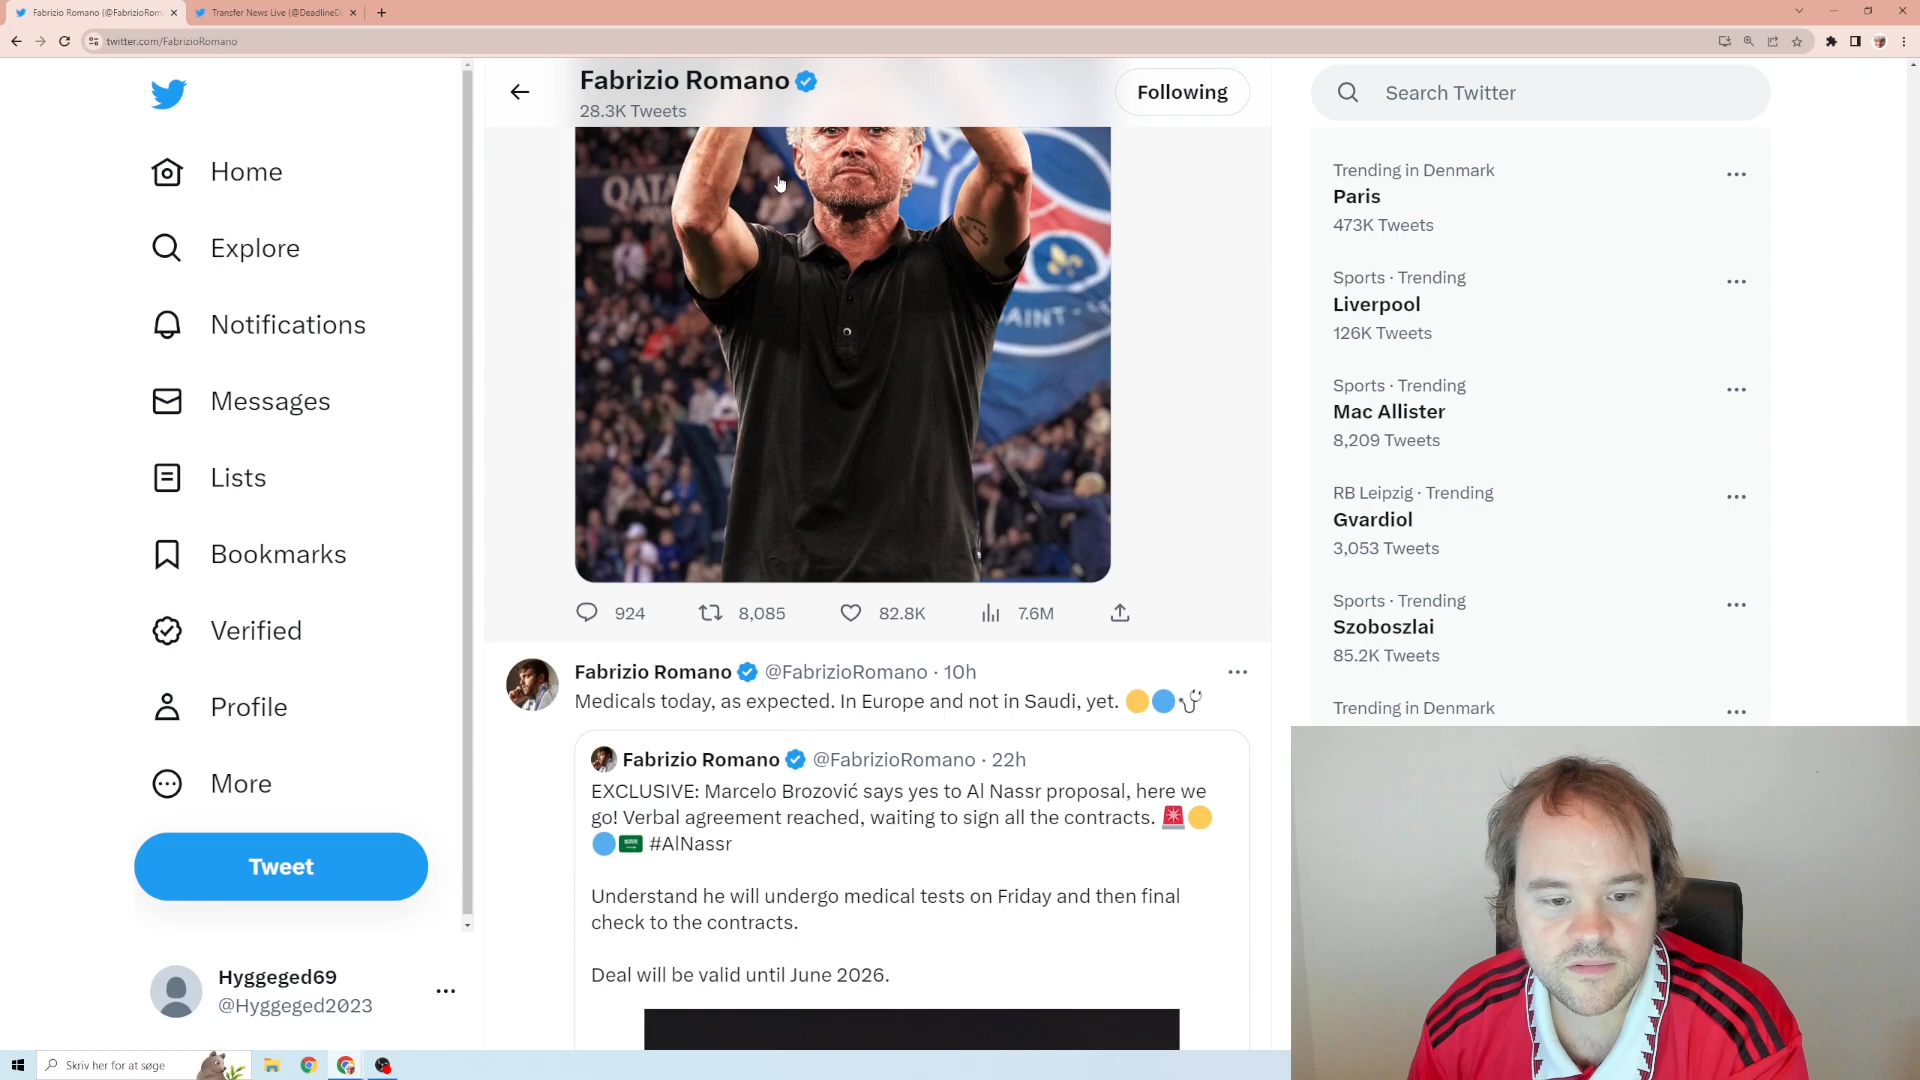 Fabrizio Romano (@FabrizioRom
Transfer News Live (@DeadlineD
twitter.com/FabrizioRomano
Home
Explore
Notifications
Messages
Lists
Bookmarks
Verified
Profile
More
Tweet
Hyggeged69
@Hyggeged2023
Fabrizio Romano
28.3K Tweets
Following
QATA
SAINT
924
8,085
82.8K
7.6M
Fabrizio Romano @FabrizioRomano · 10h
Medicals today, as expected. In Europe and not in Saudi, yet. 🟡🔵🩺
Fabrizio Romano @FabrizioRomano · 22h
EXCLUSIVE: Marcelo Brozović says yes to Al Nassr proposal, here we
go! Verbal agreement reached, waiting to sign all the contracts. 🚨🟡
🔵🇸🇦 #AlNassr
Understand he will undergo medical tests on Friday and then final
check to the contracts.
Deal will be valid until June 2026.
Search Twitter
Trending in Denmark
Paris
473K Tweets
Sports · Trending
Liverpool
126K Tweets
Sports · Trending
Mac Allister
8,209 Tweets
RB Leipzig · Trending
Gvardiol
3,053 Tweets
Sports · Trending
Szoboszlai
85.2K Tweets
Trending in Denmark
Skriv her for at søge